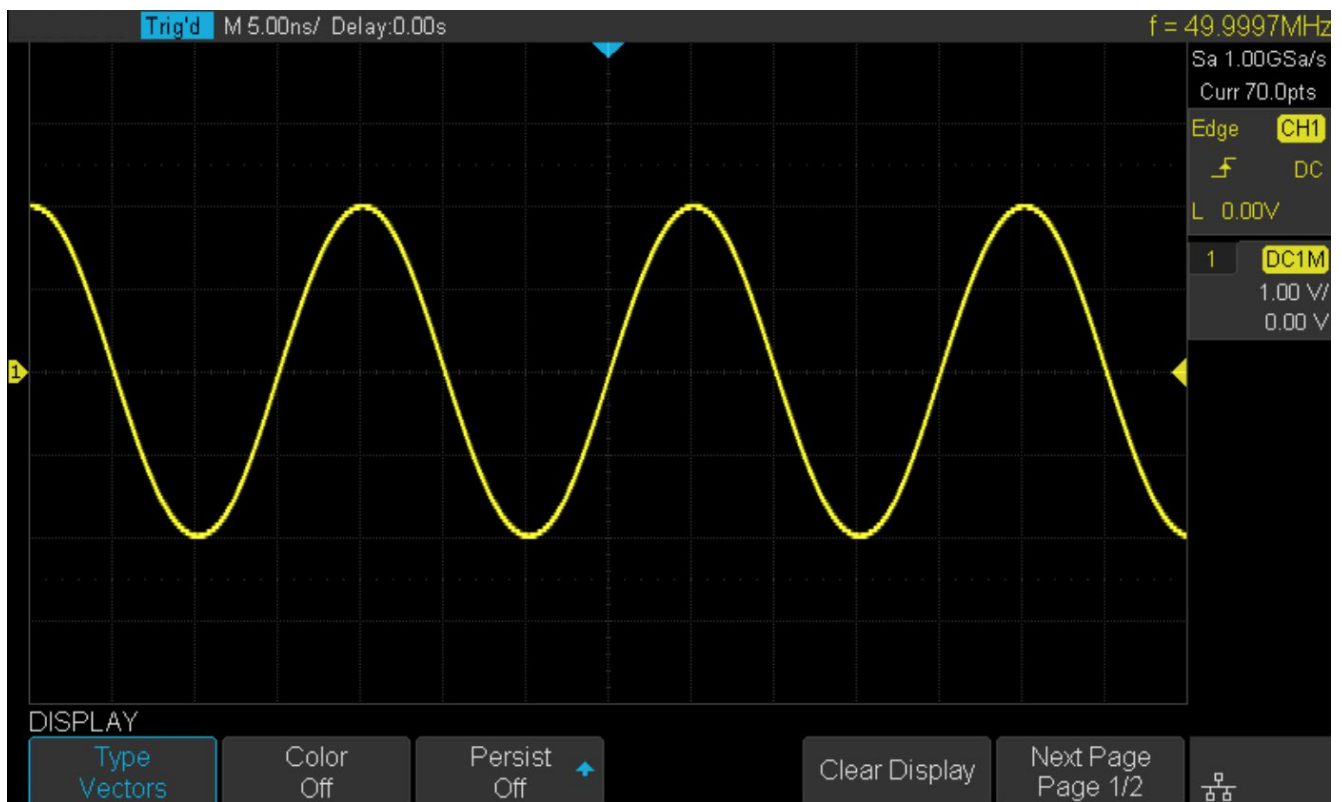 Trig'd M 5.00ns/ Delay:0.00s f = 49.9997MHz
Sa 1.00GSa/s
Curr 70.0pts
Edge CH1
DC
L 0.00V
1 DC1M
1.00 V/
0.00 V
1
DISPLAY
Type
Vectors
Color
Off
Persist
Off
Clear Display
Next Page
Page 1/2